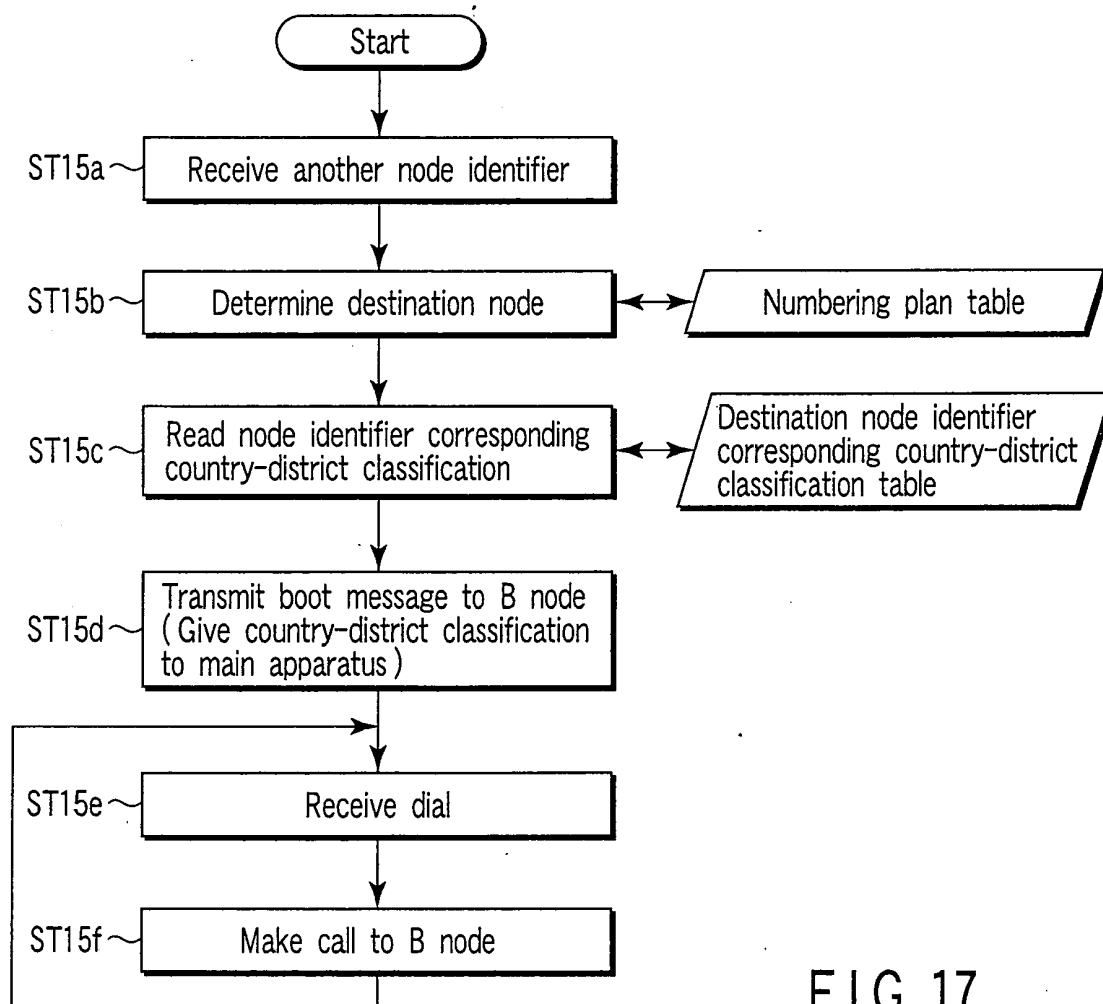 Start
ST15a
Receive another node identifier
ST15b
Determine destination node
Numbering plan table
ST15c
Read node identifier corresponding
country-district classification
Destination node identifier
corresponding country-district
classification table
ST15d
Transmit boot message to B node
(Give country-district classification
to main apparatus)
ST15e
Receive dial
ST15f
Make call to B node
FIG. 17